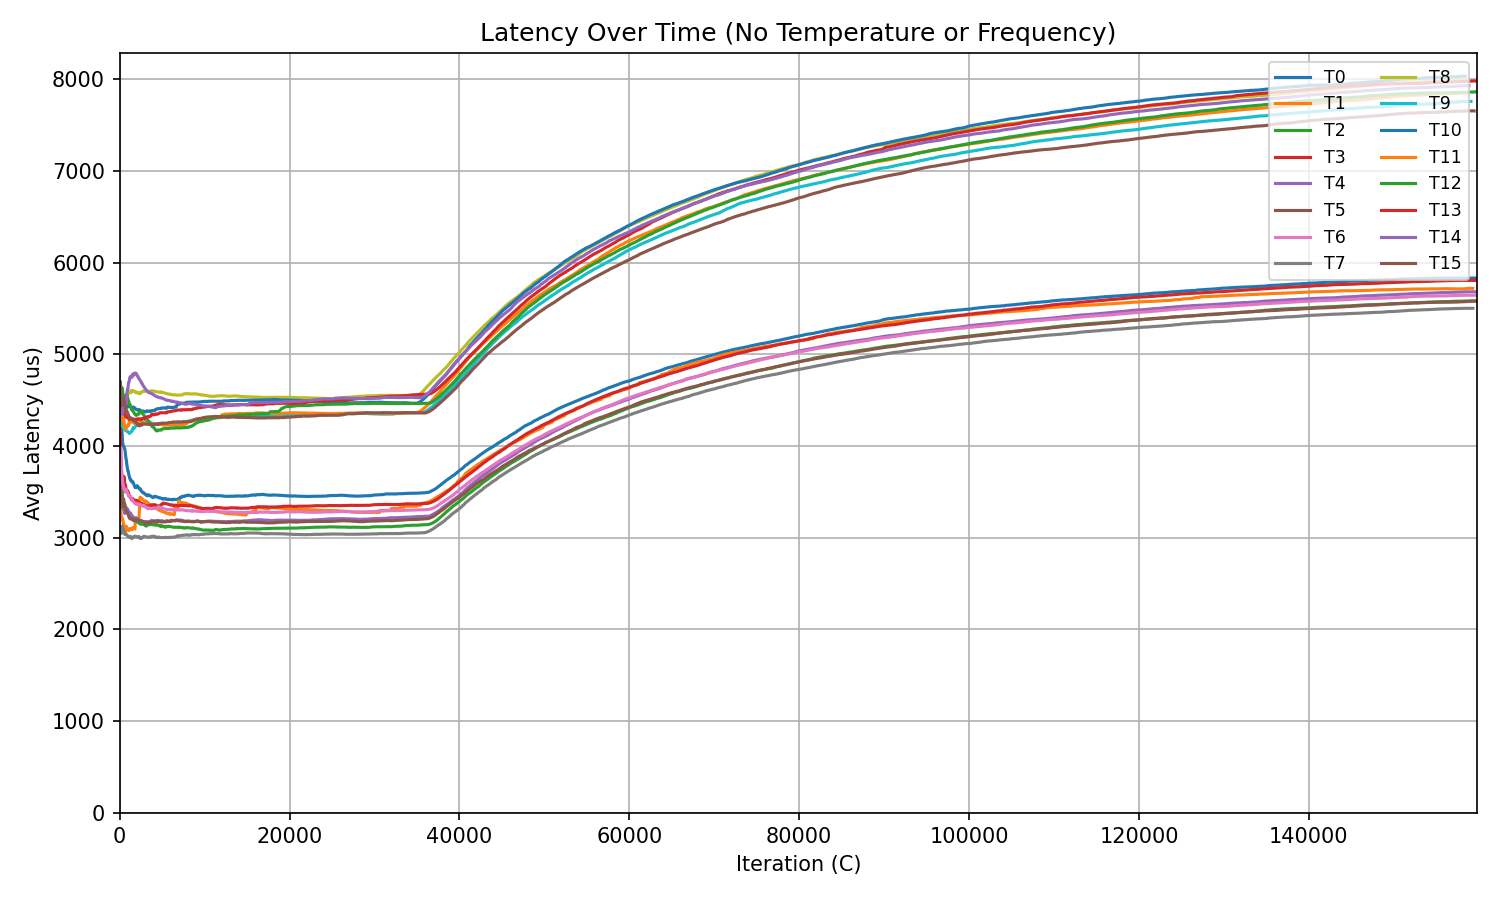 Latency Over Time (No Temperature or Frequency)
Avg Latency (us)
8000
7000
6000
5000
4000
3000
2000
1000
0
0 20000 40000 60000 80000 100000 120000 140000
Iteration (C)
T0 T8
T1 T9
T2 T10
T3 T11
T4 T12
T5 T13
T6 T14
T7 T15